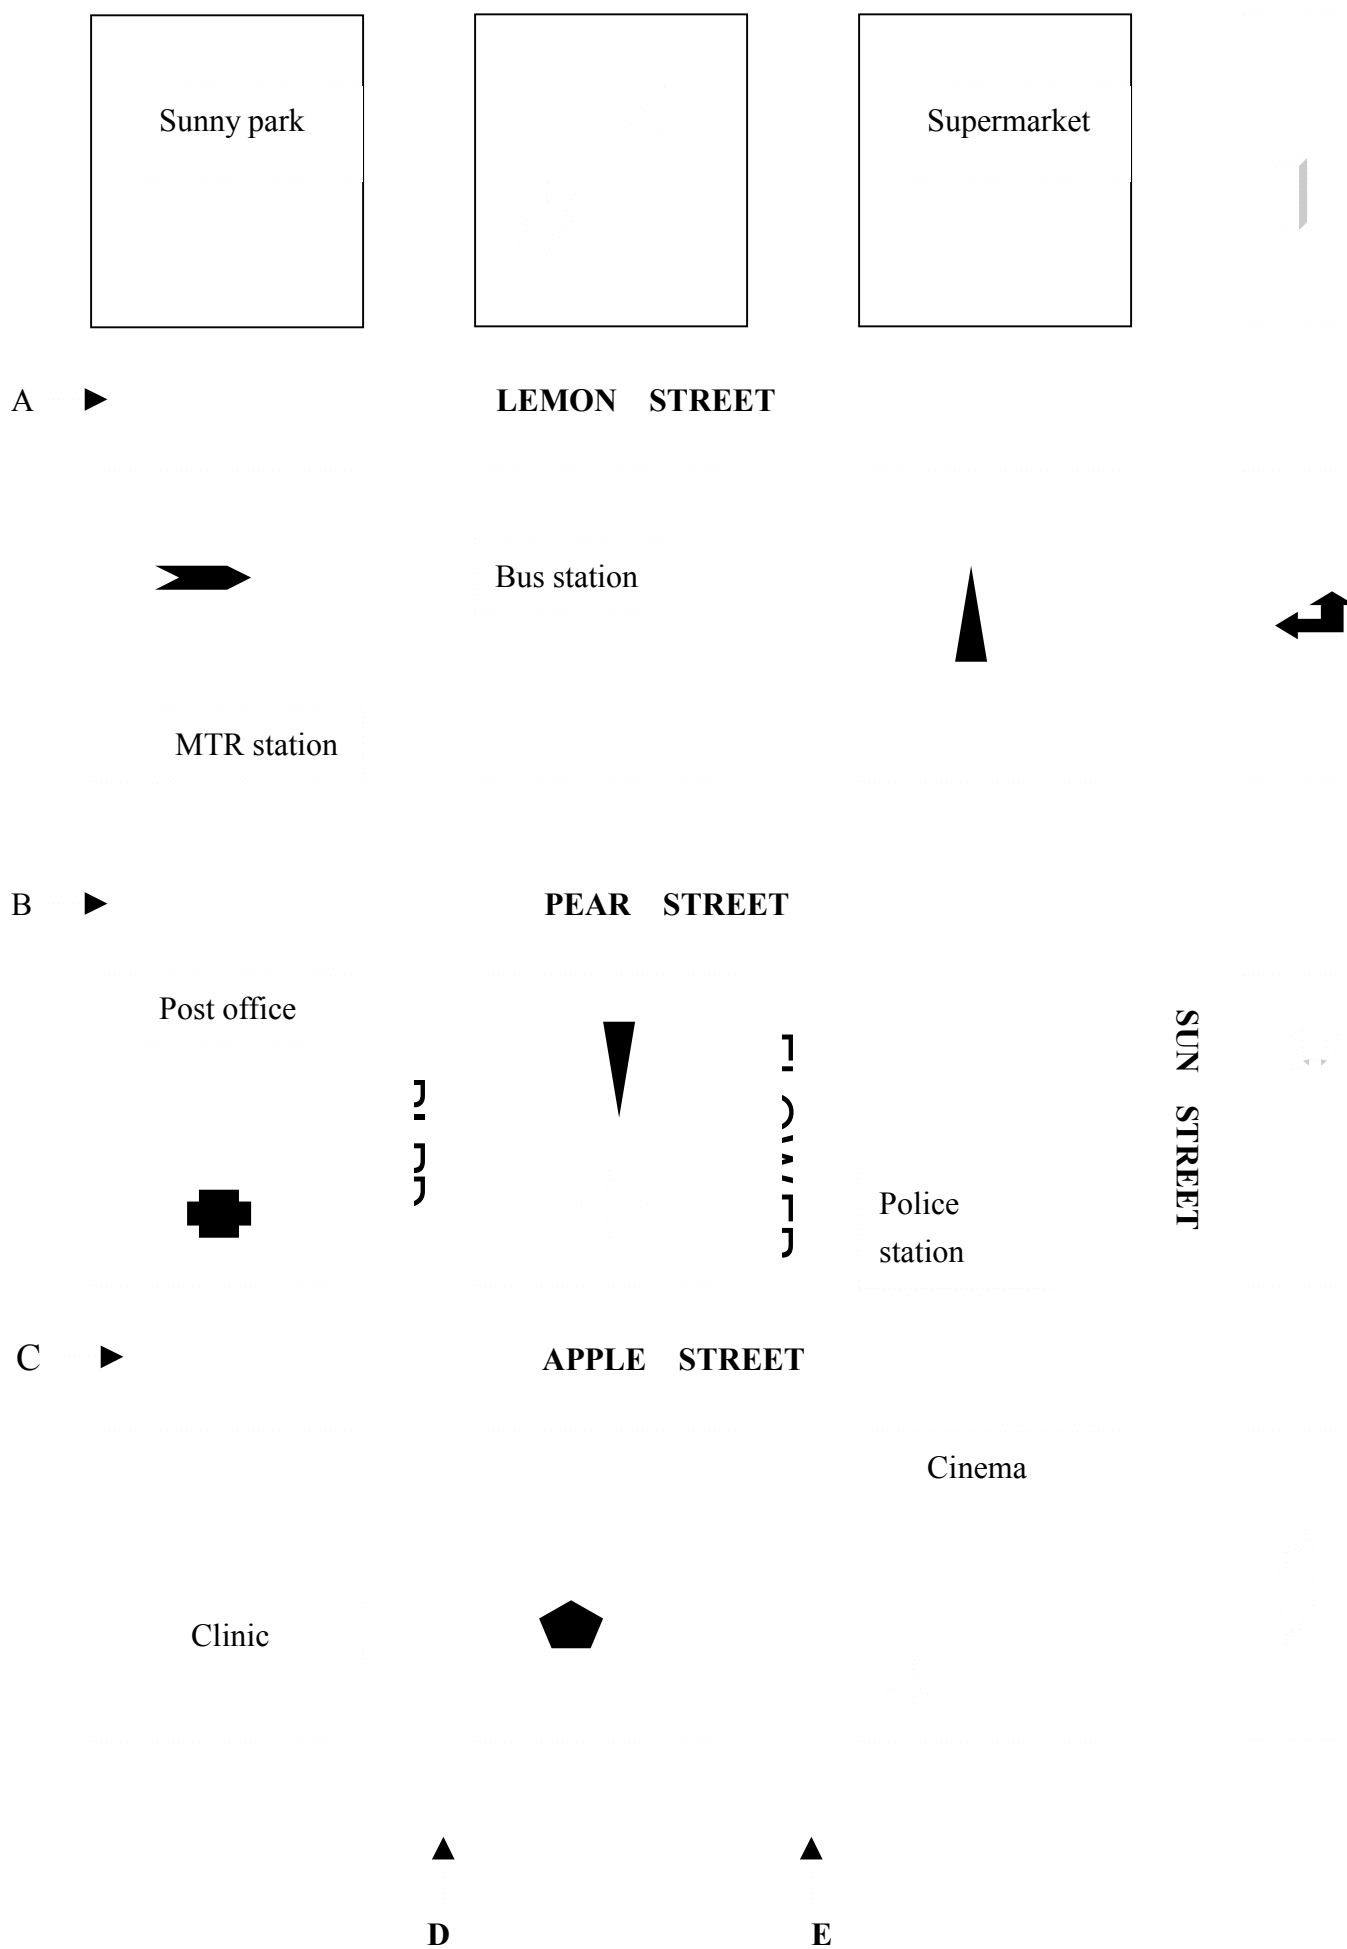 Sunny park
Supermarket
A
LEMON STREET
Bus station
MTR station
B
PEAR STREET
Post office
SUN STREET
Police
station
C
APPLE STREET
Cinema
Clinic
D
E